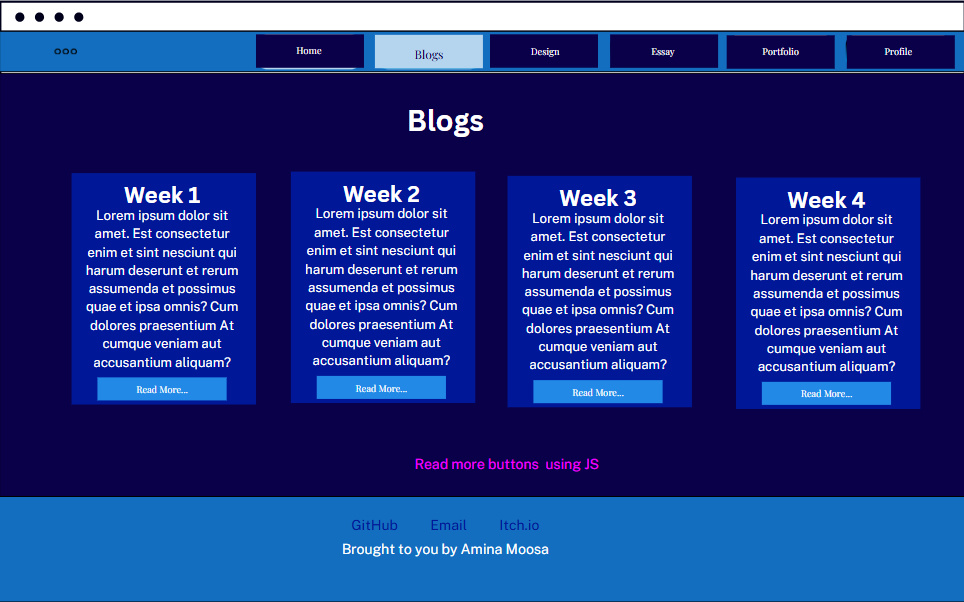 Home
Blogs
Design
Essay
Portfolio
Profile
Blogs
Week 1
Lorem ipsum dolor sit
amet. Est consectetur
enim et sint nesciunt qui
harum deserunt et rerum
assumenda et possimus
quae et ipsa omnis? Cum
dolores praesentium At
cumque veniam aut
accusantium aliquam?
Read More...
Week 2
Lorem ipsum dolor sit
amet. Est consectetur
enim et sint nesciunt qui
harum deserunt et rerum
assumenda et possimus
quae et ipsa omnis? Cum
dolores praesentium At
cumque veniam aut
accusantium aliquam?
Read More...
Week 3
Lorem ipsum dolor sit
amet. Est consectetur
enim et sint nesciunt qui
harum deserunt et rerum
assumenda et possimus
quae et ipsa omnis? Cum
dolores praesentium At
cumque veniam aut
accusantium aliquam?
Read More...
Week 4
Lorem ipsum dolor sit
amet. Est consectetur
enim et sint nesciunt qui
harum deserunt et rerum
assumenda et possimus
quae et ipsa omnis? Cum
dolores praesentium At
cumque veniam aut
accusantium aliquam?
Read More...
Read more buttons using JS
GitHub Email Itch.io
Brought to you by Amina Moosa